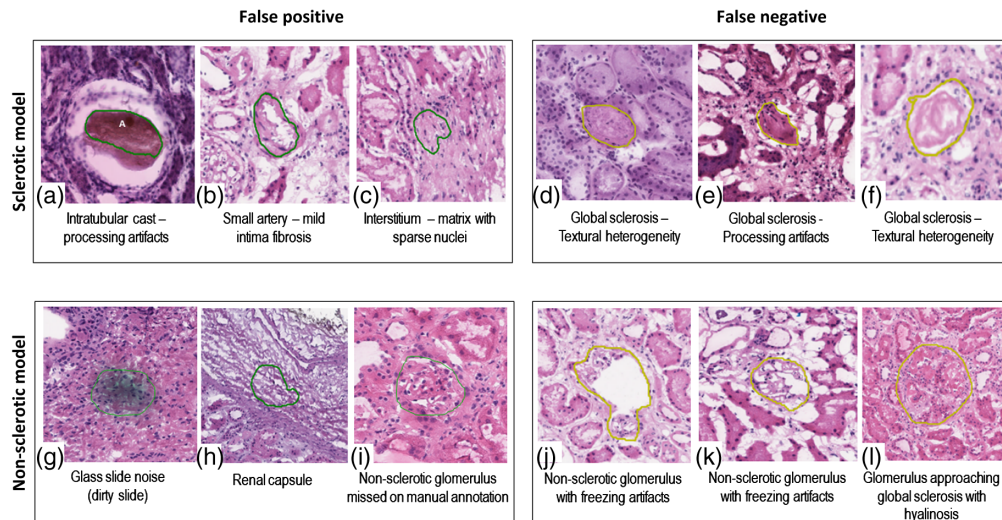 False positive
False negative
Sclerotic model
A
(a)
(b)
(c)
(d)
(e)
(f)
Intratubular cast –
processing artifacts
Small artery – mild
intima fibrosis
Interstitium – matrix with
sparse nuclei
Global sclerosis –
Textural heterogeneity
Global sclerosis -
Processing artifacts
Global sclerosis –
Textural heterogeneity
Non-sclerotic model
(g)
(h)
(i)
(j)
(k)
(l)
Glass slide noise
(dirty slide)
Renal capsule
Non-sclerotic glomerulus
missed on manual annotation
Non-sclerotic glomerulus
with freezing artifacts
Non-sclerotic glomerulus
with freezing artifacts
Glomerulus approaching
global sclerosis with
hyalinosis